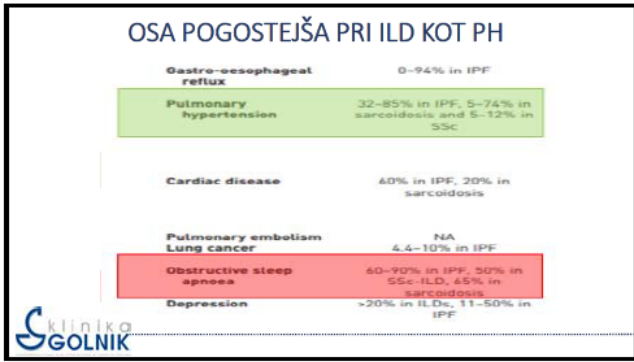 OSA POGOSTEJŠA PRI ILD KOT PH
Gastro-oesophageal reflux 0–94% in IPF
Pulmonary hypertension 32–85% in IPF, 5–74% in sarcoidosis and 5–12% in SSc
Cardiac disease 60% in IPF, 20% in sarcoidosis
Pulmonary embolism NA
Lung cancer 4.4–10% in IPF
Obstructive sleep apnoea 60–90% in IPF, 50% in SSc-ILD, 65% in sarcoidosis
Depression >20% in ILDs, 11–50% in IPF
klinika
GOLNIK